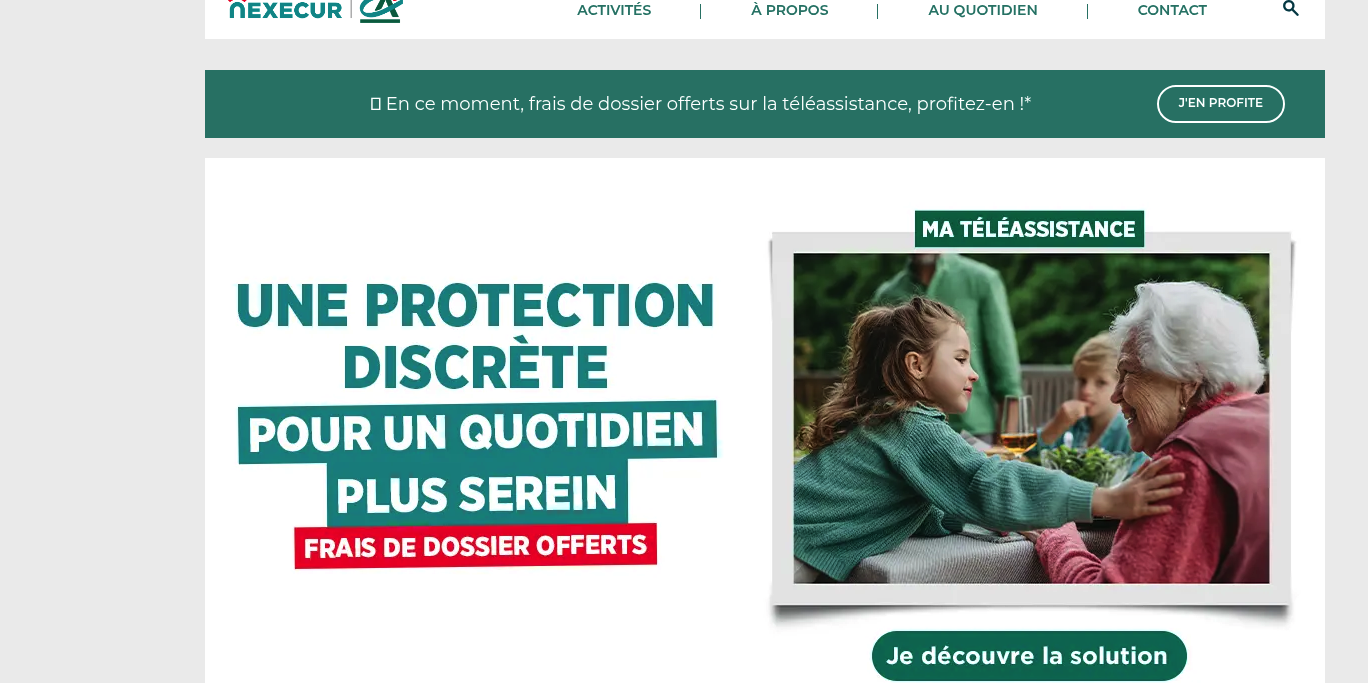 NEXECUR
ACTIVITÉS
À PROPOS
AU QUOTIDIEN
CONTACT
En ce moment, frais de dossier offerts sur la téléassistance, profitez-en !*
J'EN PROFITE
UNE PROTECTION
DISCRÈTE
POUR UN QUOTIDIEN
PLUS SEREIN
FRAIS DE DOSSIER OFFERTS
MA TÉLÉASSISTANCE
Je découvre la solution